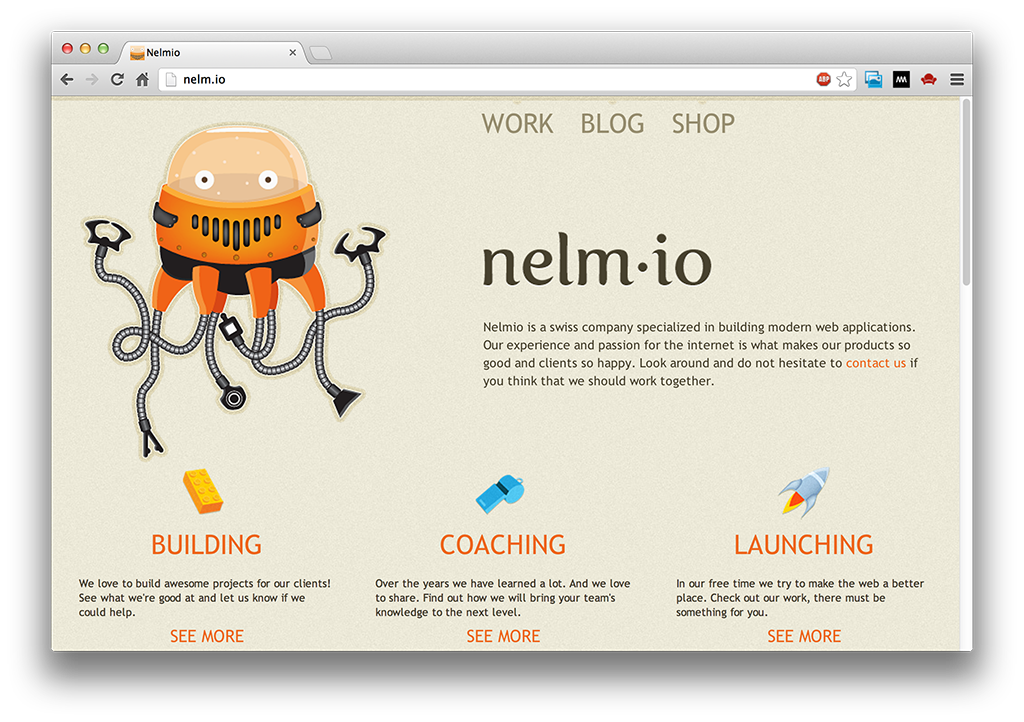 Nelmio
nelm.io
ABP
WORK BLOG SHOP
nelm·io
Nelmio is a swiss company specialized in building modern web applications.
Our experience and passion for the internet is what makes our products so
good and clients so happy. Look around and do not hesitate to contact us if
you think that we should work together.
BUILDING
We love to build awesome projects for our clients!
See what we're good at and let us know if we
could help.
SEE MORE
COACHING
Over the years we have learned a lot. And we love
to share. Find out how we will bring your team's
knowledge to the next level.
SEE MORE
LAUNCHING
In our free time we try to make the web a better
place. Check out our work, there must be
something for you.
SEE MORE